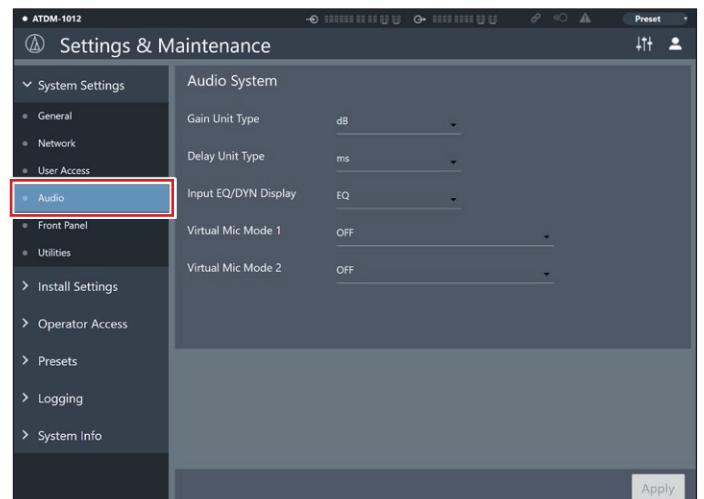 ATDM-1012
Preset
Settings & Maintenance
System Settings
General
Network
User Access
Audio
Front Panel
Utilities
Install Settings
Operator Access
Presets
Logging
System Info
Audio System
Gain Unit Type dB
Delay Unit Type ms
Input EQ/DYN Display EQ
Virtual Mic Mode 1 OFF
Virtual Mic Mode 2 OFF
Apply